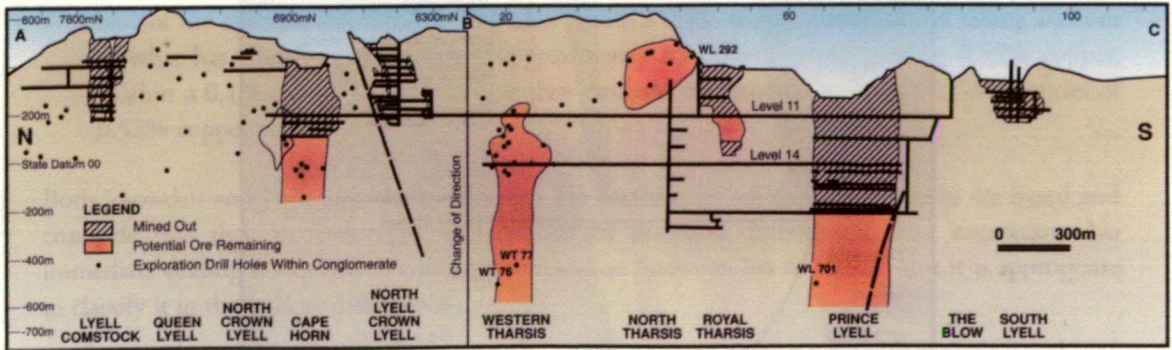 600m 7800mN 6900mN 6300mN 20 60 100
A B C
WL 292
200m Level 11
N S
State Datum 00 Level 14
-200m
LEGEND
Mined Out
Potential Ore Remaining
Exploration Drill Holes Within Conglomerate
Change of Direction
0 300m
-400m
WT 77
WT 76
WL 701
-600m
-700m
LYELL COMSTOCK
QUEEN LYELL
NORTH CROWN LYELL
CAPE HORN
NORTH LYELL CROWN LYELL
WESTERN THARSIS
NORTH THARSIS
ROYAL THARSIS
PRINCE LYELL
THE BLOW
SOUTH LYELL